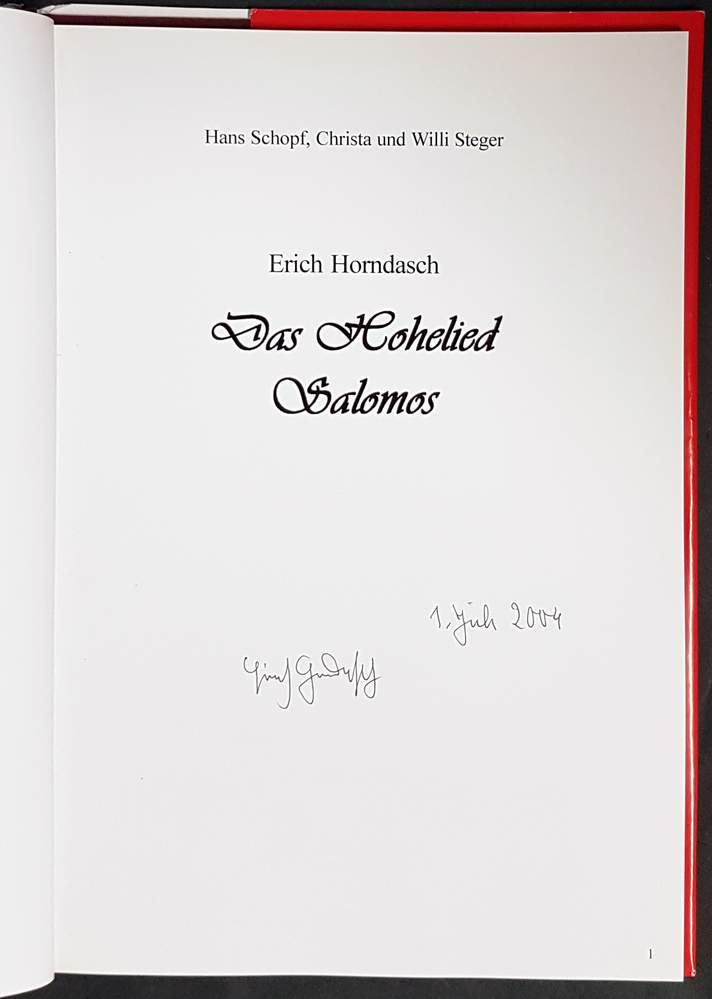 Hans Schopf, Christa und Willi Steger
Erich Horndasch
Das Hohelied
Salomos
1. Juli 2004
1